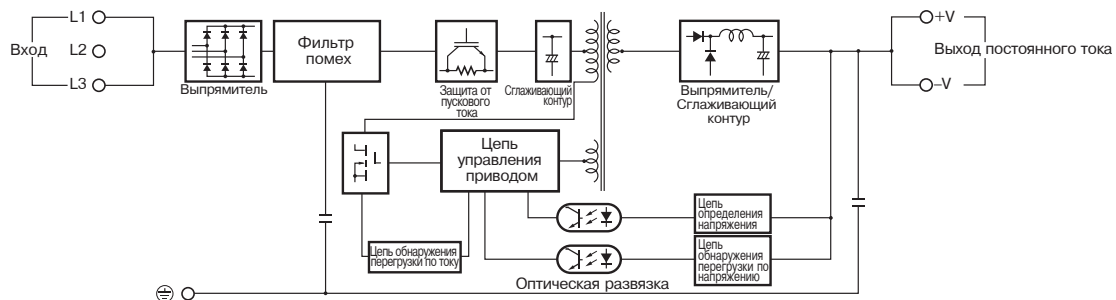 L1
Вход
L2
L3
Выпрямитель
Фильтр
помех
Защита от
пускового
тока
Сглаживающий
контур
Выпрямитель/
Сглаживающий
контур
+V
Выход постоянного тока
–V
Цепь
управления
приводом
Цепь обнаружения
перегрузки по току
Цепь
определения
напряжения
Цепь
обнаружения
перегрузки по
напряжению
Оптическая развязка